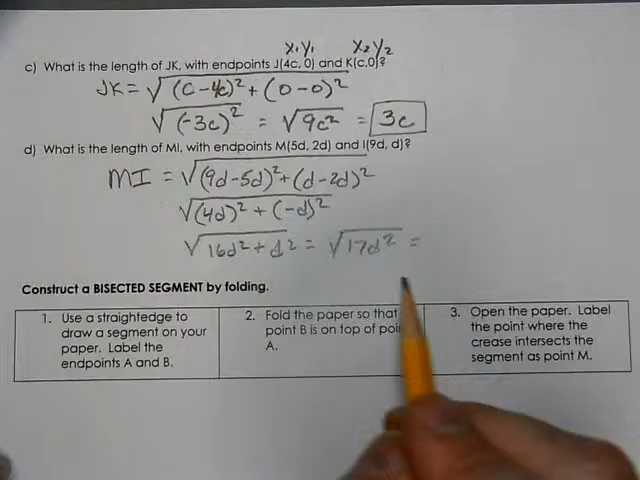 x₁ y₁ x₂ y₂
c) What is the length of JK, with endpoints J(4c, 0) and K(c,0)?
JK = √(c-4c)² + (0-0)²
√(-3c)² = √9c² = 3c
d) What is the length of MI, with endpoints M(5d, 2d) and I(9d, d)?
MI = √(9d-5d)² + (d-2d)²
√(4d)² + (-d)²
√16d² + d² = √17d² =
Construct a BISECTED SEGMENT by folding.
1. Use a straightedge to
draw a segment on your
paper. Label the
endpoints A and B.
2. Fold the paper so that
point B is on top of
A.
3. Open the paper. Label
the point where the
crease intersects the
segment as point M.